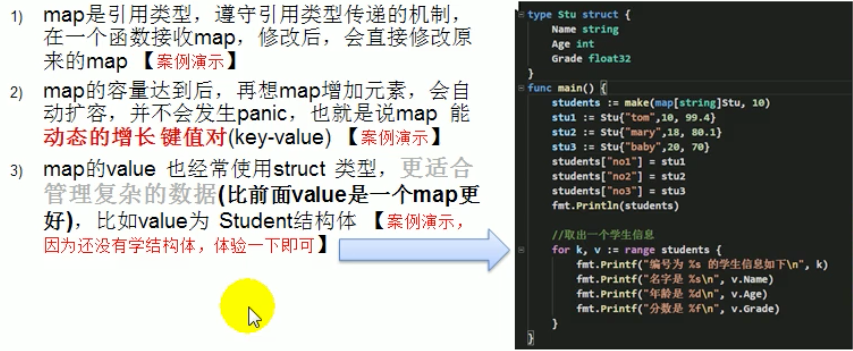 1) map是引用类型，遵守引用类型传递的机制，
在一个函数接收map，修改后，会直接修改原
来的map 【案例演示】
2) map的容量达到后，再想map增加元素，会自
动扩容，并不会发生panic，也就是说map 能
动态的增长 键值对(key-value) 【案例演示】
3) map的value 也经常使用struct 类型，更适合
管理复杂的数据(比前面value是一个map更
好)，比如value为 Student结构体 【案例演示，
因为还没有学结构体，体验一下即可】
type Stu struct {
Name string
Age int
Grade float32
}
func main() {
students := make(map[string]Stu, 10)
stu1 := Stu{"tom",10, 99.4}
stu2 := Stu{"mary",18, 80.1}
stu3 := Stu{"baby",20, 70}
students["no1"] = stu1
students["no2"] = stu2
students["no3"] = stu3
fmt.Println(students)
//取出一个学生信息
for k, v := range students {
fmt.Printf("编号为 %s 的学生信息如下\n", k)
fmt.Printf("名字是 %s\n", v.Name)
fmt.Printf("年龄是 %d\n", v.Age)
fmt.Printf("分数是 %f\n", v.Grade)
}
}